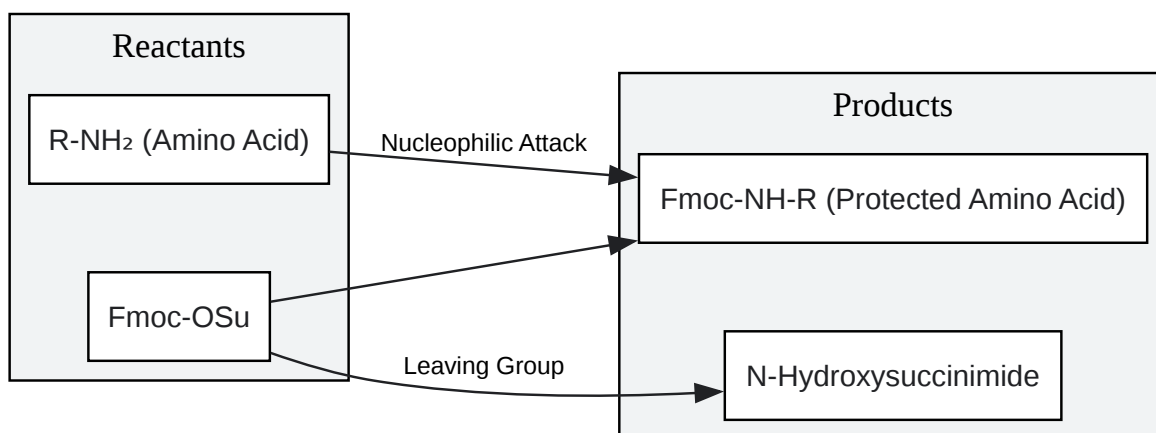 Reactants
R-NH₂ (Amino Acid)
Fmoc-OSu
Nucleophilic Attack
Leaving Group
Products
Fmoc-NH-R (Protected Amino Acid)
N-Hydroxysuccinimide